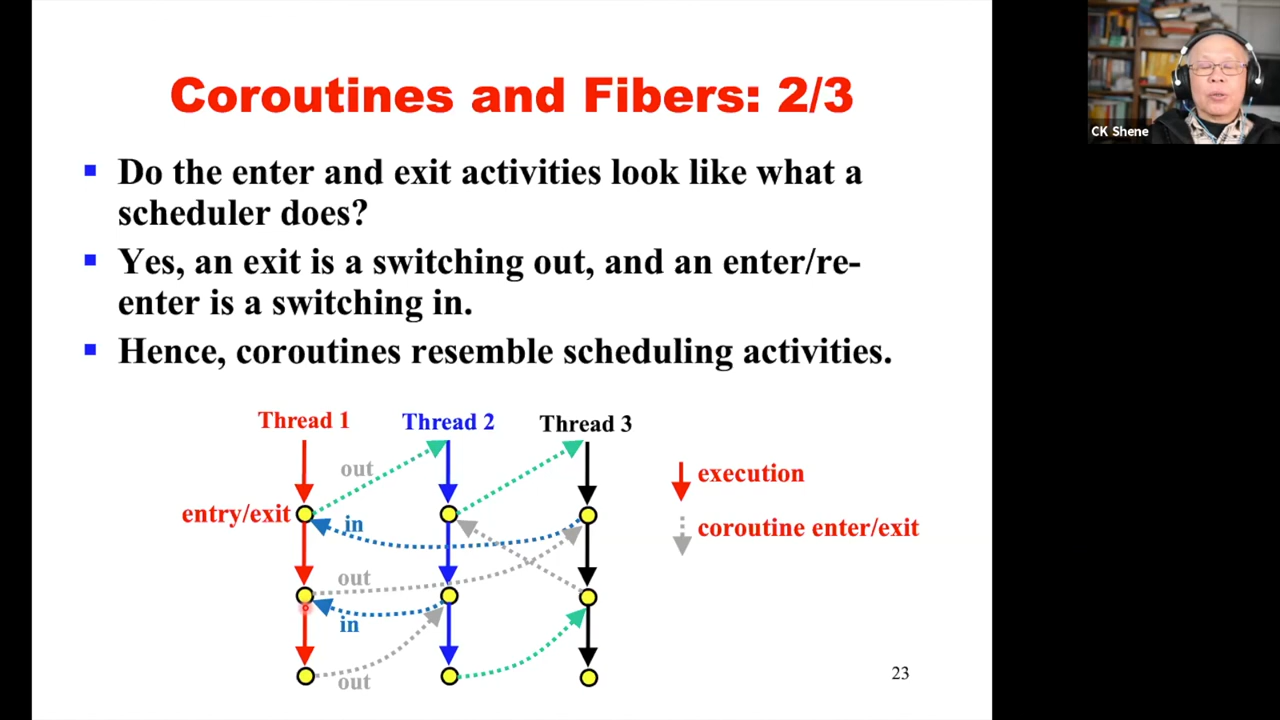 Coroutines and Fibers: 2/3
CK Shene
Do the enter and exit activities look like what a
scheduler does?
Yes, an exit is a switching out, and an enter/re-
enter is a switching in.
Hence, coroutines resemble scheduling activities.
Thread 1
Thread 2
Thread 3
out
execution
entry/exit
in
coroutine enter/exit
out
in
out
23